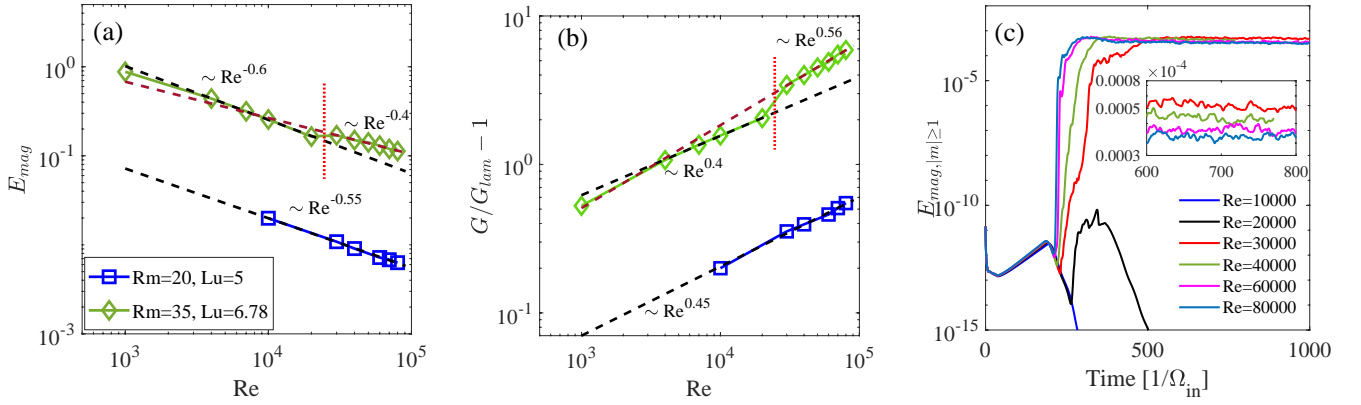 (a)
~ Re^-0.6
~ Re^-0.4
~ Re^-0.55
10^0
10^-1
10^-2
10^-3
E_mag
Rm=20, Lu=5
Rm=35, Lu=6.78
10^3
10^4
10^5
Re
(b)
~ Re^0.56
~ Re^0.4
~ Re^0.45
10^1
10^0
10^-1
G/G_lam − 1
10^3
10^4
10^5
Re
(c)
10^-5
10^-10
10^-15
E_mag,|m|≥1
×10^-4
0.0008
0.0005
0.0003
600
700
800
Re=10000
Re=20000
Re=30000
Re=40000
Re=60000
Re=80000
0
500
1000
Time [1/Ω_in]